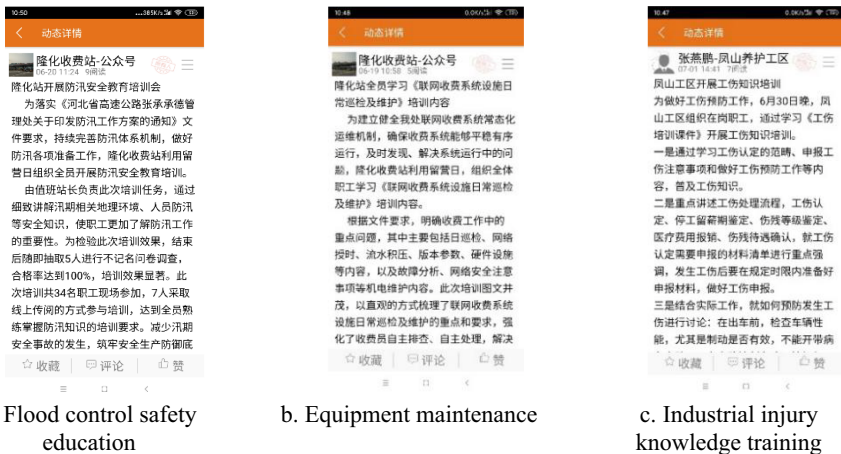 10:50
...385K/s
动态详情
隆化收费站-公众号
06-20 11:24 9阅读
隆化站开展防汛安全教育培训会
为落实《河北省高速公路张承承德管
理处关于印发防汛工作方案的通知》文
件要求，持续完善防汛体系机制，做好
防汛各项准备工作，隆化收费站利用留
营日组织全员开展防汛安全教育培训。
由值班站长负责此次培训任务，通过
细致讲解汛期相关地理环境、人员防汛
等安全知识，使职工更加了解防汛工作
的重要性。为检验此次培训效果，结束
后随即抽取5人进行不记名问卷调查，
合格率达到100%，培训效果显著。此
次培训共34名职工现场参加，7人采取
线上传阅的方式参与培训，达到全员熟
练掌握防汛知识的培训要求。减少汛期
安全事故的发生，筑牢安全生产防御底
收藏 评论 赞
Flood control safety
education
10:48
0.0K/s
动态详情
隆化收费站-公众号
06-19 10:58 5阅读
隆化站全员学习《联网收费系统设施日
常巡检及维护》培训内容
为建立健全我处联网收费系统常态化
运维机制，确保收费系统能够平稳有序
运行，及时发现、解决系统运行中的问
题，隆化收费站利用留营日，组织全体
职工学习《联网收费系统设施日常巡检
及维护》培训内容。
根据文件要求，明确收费工作中的
重点问题，其中主要包括日巡检、网络
授时、流水积压、版本参数、硬件设施
等内容，以及故障分析、网络安全注意
事项等机电维护内容。此次培训图文并
茂，以直观的方式梳理了联网收费系统
设施日常巡检及维护的重点和要求，强
化了收费员自主排查、自主处理，解决
收藏 评论 赞
b. Equipment maintenance
10:47
0.0K/s
动态详情
张燕鹏-凤山养护工区
07-01 14:41 7阅读
凤山工区开展工伤知识培训
为做好工伤预防工作，6月30日晚，凤
山工区组织在岗职工，通过学习《工伤
培训课件》开展工伤知识培训。
一是通过学习工伤认定的范畴、申报工
伤注意事项和做好工伤预防工作等内
容，普及工伤知识。
二是重点讲述工伤处理流程，工伤认
定、停工留薪期鉴定、伤残等级鉴定、
医疗费用报销、伤残待遇确认，就工伤
认定需要申报的材料清单进行重点强
调，发生工伤后要在规定时限内准备好
申报材料，做好工伤申报。
三是结合实际工作，就如何预防发生工
伤进行讨论：在出车前，检查车辆性
能，尤其是制动是否有效，不能开带病
收藏 评论 赞
c. Industrial injury
knowledge training